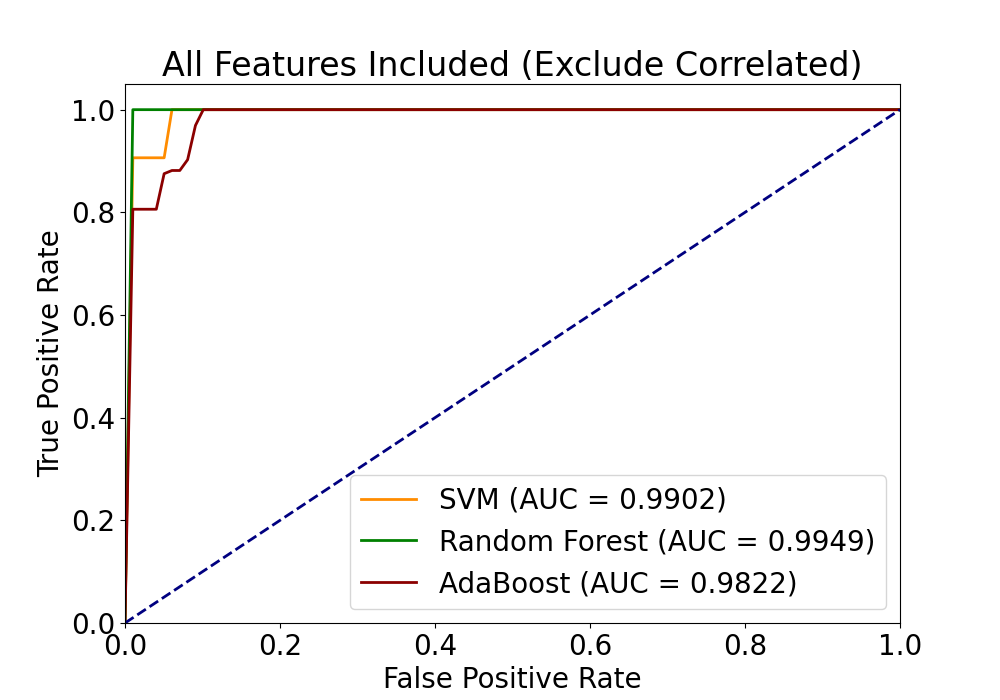 All Features Included (Exclude Correlated)
True Positive Rate
1.0
0.8
0.6
0.4
0.2
0.0
SVM (AUC = 0.9902)
Random Forest (AUC = 0.9949)
AdaBoost (AUC = 0.9822)
0.0 0.2 0.4 0.6 0.8 1.0
False Positive Rate